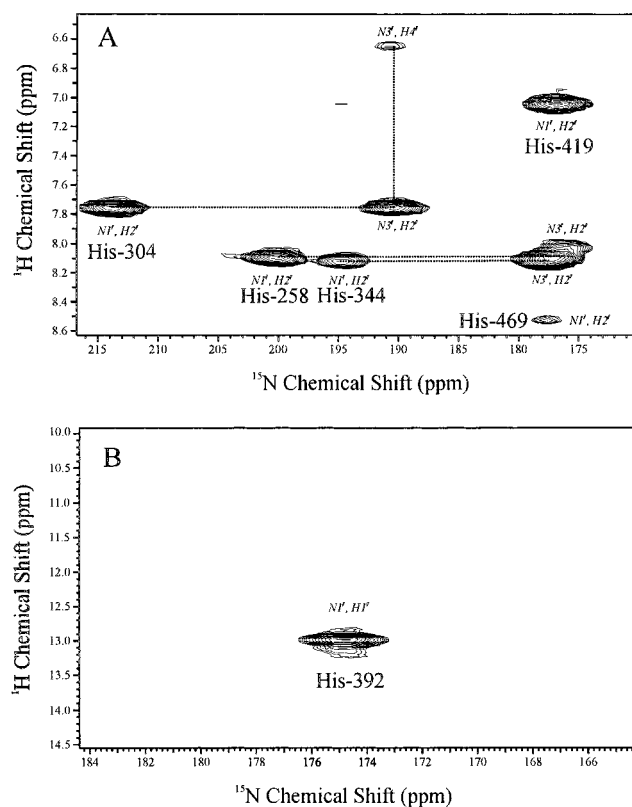 A
6.6
6.8
7.0
7.2
7.4
7.6
7.8
8.0
8.2
8.4
8.6
¹H Chemical Shift (ppm)
N3', H4'
N1', H2'
His-419
N1', H2'
His-304
N3', H2'
N3', H2'
N1', H2'
His-258
N1', H2'
His-344
N3', H2'
His-469
N1', H2'
215 210 205 200 195 190 185 180 175
¹⁵N Chemical Shift (ppm)
B
10.0
10.5
11.0
11.5
12.0
12.5
13.0
13.5
14.0
14.5
¹H Chemical Shift (ppm)
N1', H1'
His-392
184 182 180 178 176 174 172 170 168 166
¹⁵N Chemical Shift (ppm)